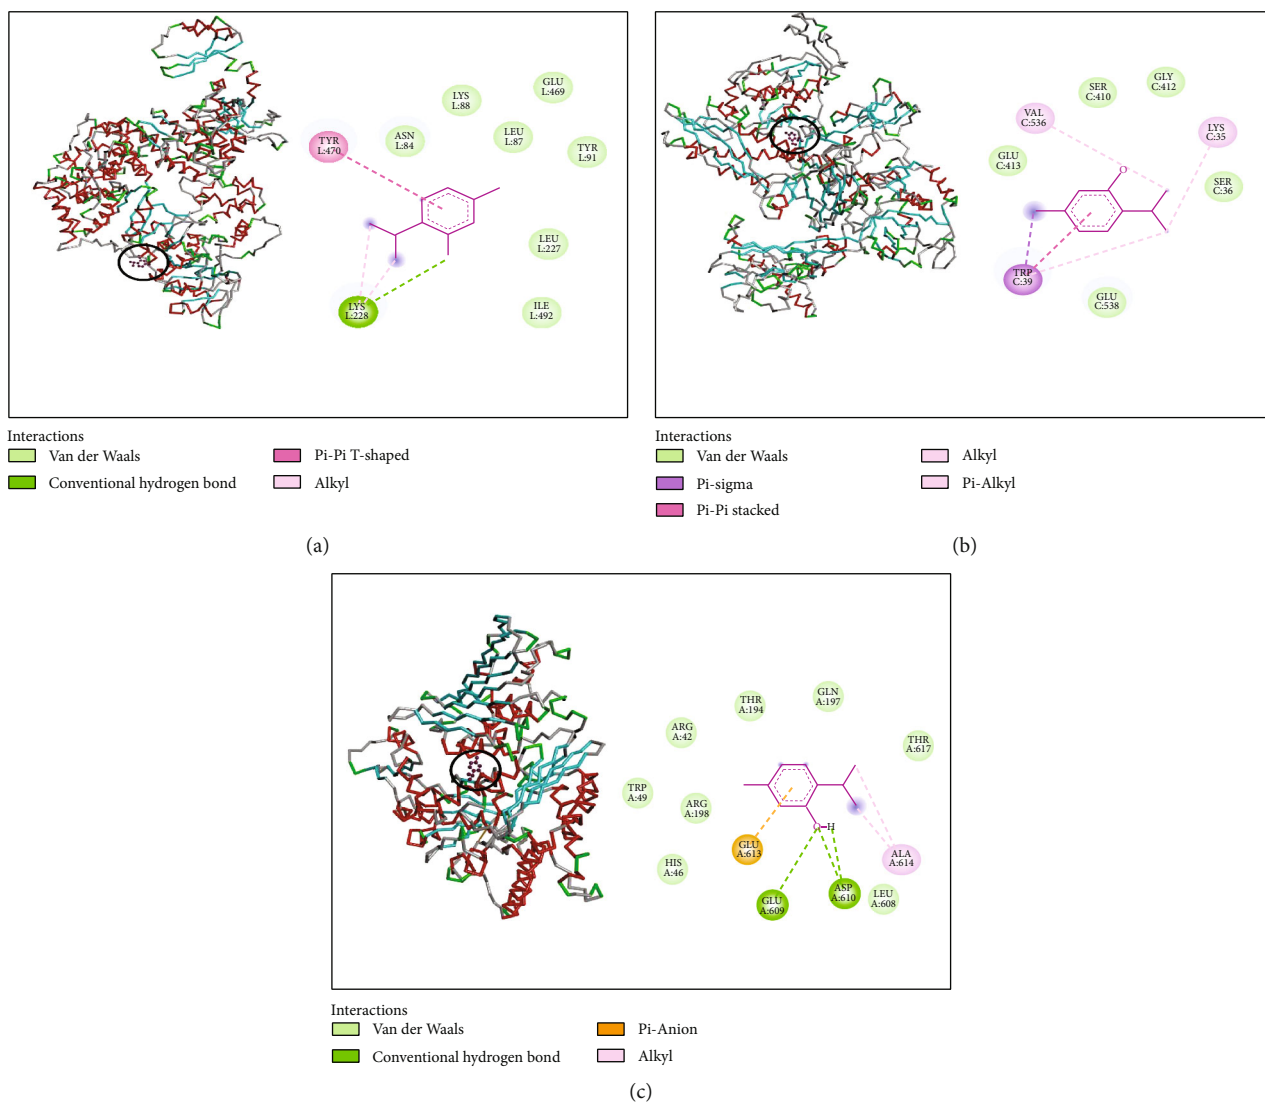 TYR
L:470
ASN
L:84
LYS
L:88
LEU
L:87
GLU
L:469
TYR
L:91
LEU
L:227
ILE
L:492
LYS
L:228
Interactions
Van der Waals
Conventional hydrogen bond
Pi-Pi T-shaped
Alkyl
(a)
VAL
C:536
SER
C:410
GLY
C:412
LYS
C:35
GLU
C:413
SER
C:36
O
TRP
C:39
GLU
C:538
Interactions
Van der Waals
Pi-sigma
Pi-Pi stacked
Alkyl
Pi-Alkyl
(b)
THR
A:194
GLN
A:197
ARG
A:42
THR
A:617
TRP
A:49
ARG
A:198
O H
GLU
A:613
ALA
A:614
HIS
A:46
GLU
A:609
ASP
A:610
LEU
A:608
Interactions
Van der Waals
Conventional hydrogen bond
Pi-Anion
Alkyl
(c)